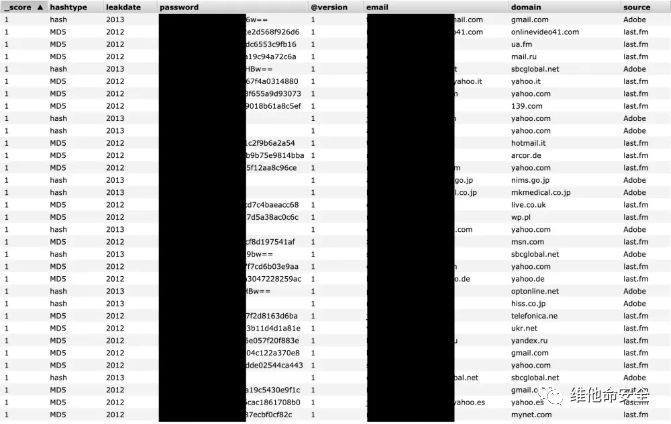 _score ▲ hashtype leakdate password @version email domain source
1 hash 2013 6w== 1 mail.com gmail.com Adobe
1 MD5 2012 e2d568f926d6 1 o41.com onlinevideo41.com last.fm
1 MD5 2012 dc6553c9fb16 1 ua.fm last.fm
1 MD5 2012 a19c94a72c6a 1 mail.ru last.fm
1 hash 2013 HBw== 1 t sbcglobal.net Adobe
1 MD5 2012 67f4a0314880 1 yahoo.it yahoo.it last.fm
1 MD5 2012 f655a9d93073 1 m yahoo.com last.fm
1 MD5 2012 9018b61a8c5ef 1 139.com last.fm
1 hash 2013 1 m yahoo.com Adobe
1 hash 2013 1 yahoo.com Adobe
1 MD5 2012 1c2f9b6a2a54 1 hotmail.it last.fm
1 MD5 2012 b9b75e9814bba 1 arcor.de last.fm
1 MD5 2012 5f12aa8c96ce 1 m yahoo.com last.fm
1 hash 2013 1 go.jp nims.go.jp Adobe
1 hash 2013 1 l.co.jp mkmedical.co.jp Adobe
1 MD5 2012 d7c4baeacc68 1 live.co.uk last.fm
1 MD5 2012 7d5a38ac0c6c 1 wp.pl last.fm
1 hash 2013 1 .com yahoo.com Adobe
1 MD5 2012 cf8d197541af 1 msn.com last.fm
1 hash 2013 9bw== 1 sbcglobal.net Adobe
1 MD5 2012 7f7cd6b03e9aa 1 m yahoo.com last.fm
1 MD5 2012 a3047228259ac 1 o.de yahoo.de last.fm
1 hash 2013 HBw== 1 optonline.net Adobe
1 hash 2013 1 hiss.co.jp Adobe
1 MD5 2012 7f2d8163d6ba 1 telefonica.ne last.fm
1 MD5 2012 3b11d4d1a81e 1 ukr.net last.fm
1 MD5 2012 5e057f20f883e 1 u yandex.ru last.fm
1 MD5 2012 04c122a370e8 1 gmail.com last.fm
1 MD5 2012 dde02544ca443 1 yahoo.com last.fm
1 hash 2013 1 al.net sbcglobal.net Adobe
1 MD5 2012 a19c5430e9f1c 1 gmail.com last.fm
1 MD5 2012 5cac1861708b0 1 yahoo.es yahoo.es last.fm
1 MD5 2012 87ecbf0cf82c 1 mynet.com last.fm
维他命安全